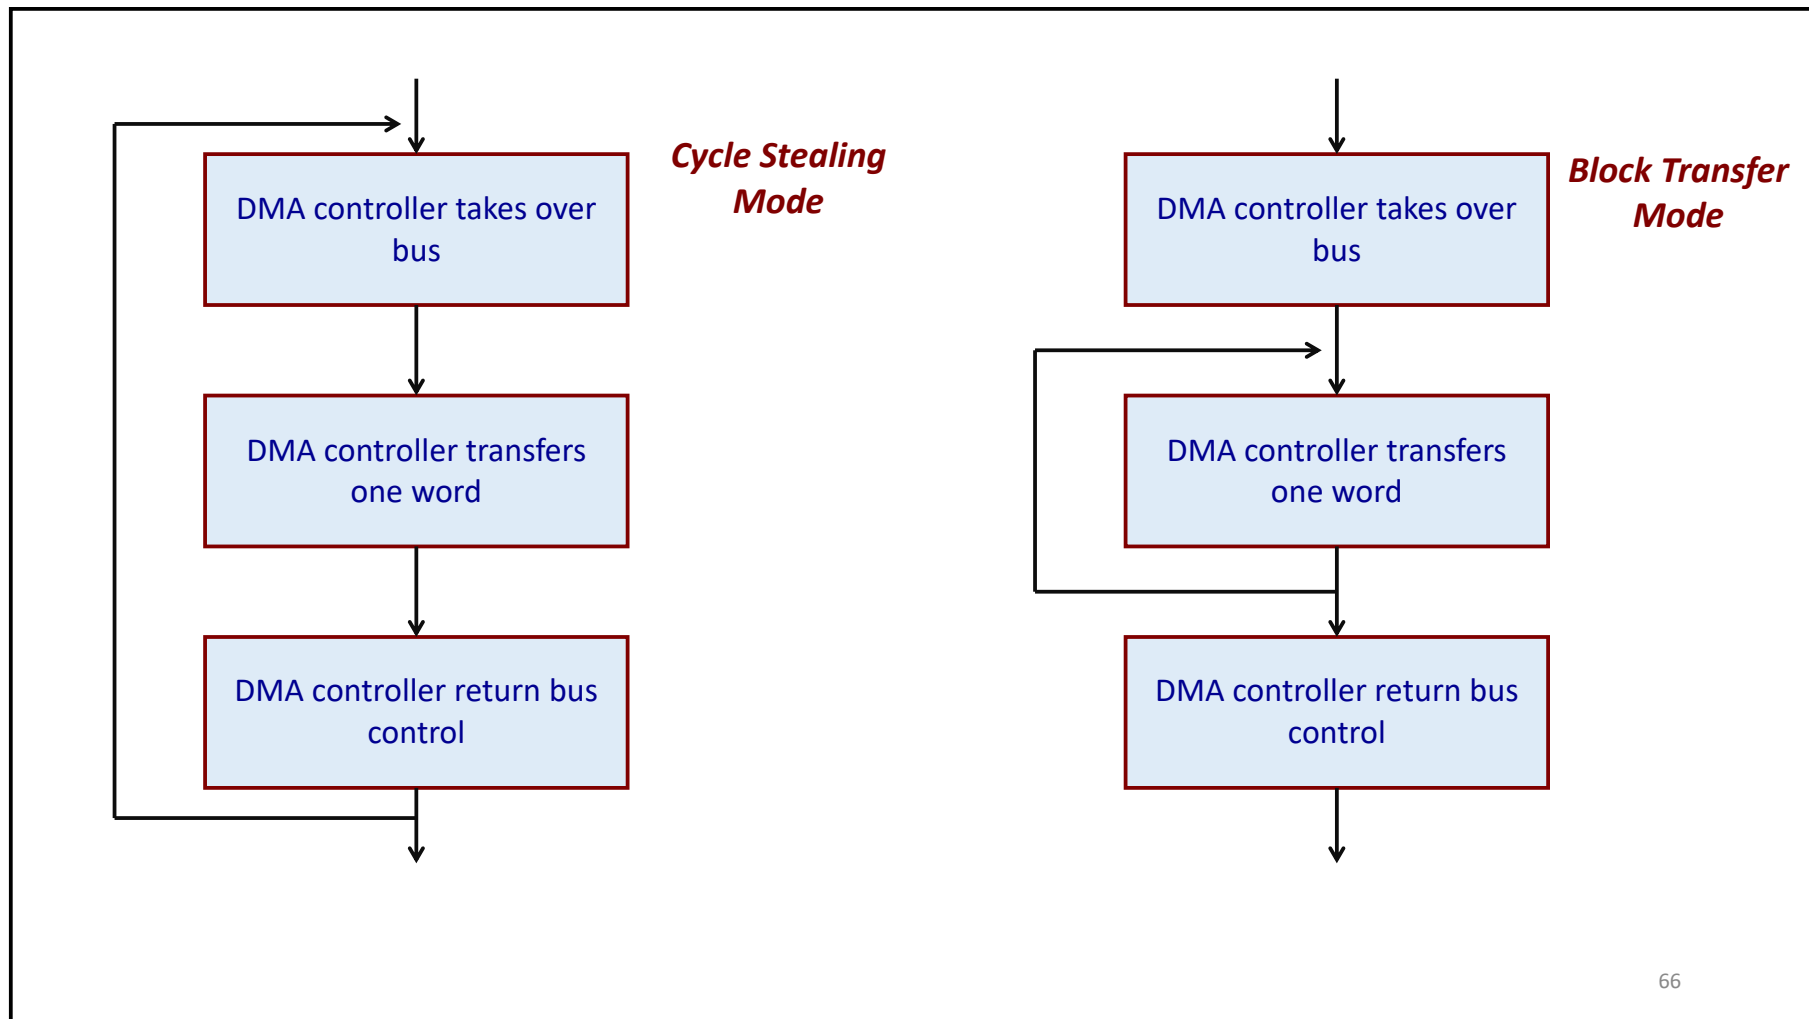 Cycle Stealing
Mode
DMA controller takes over
bus
DMA controller transfers
one word
DMA controller return bus
control
Block Transfer
Mode
DMA controller takes over
bus
DMA controller transfers
one word
DMA controller return bus
control
66